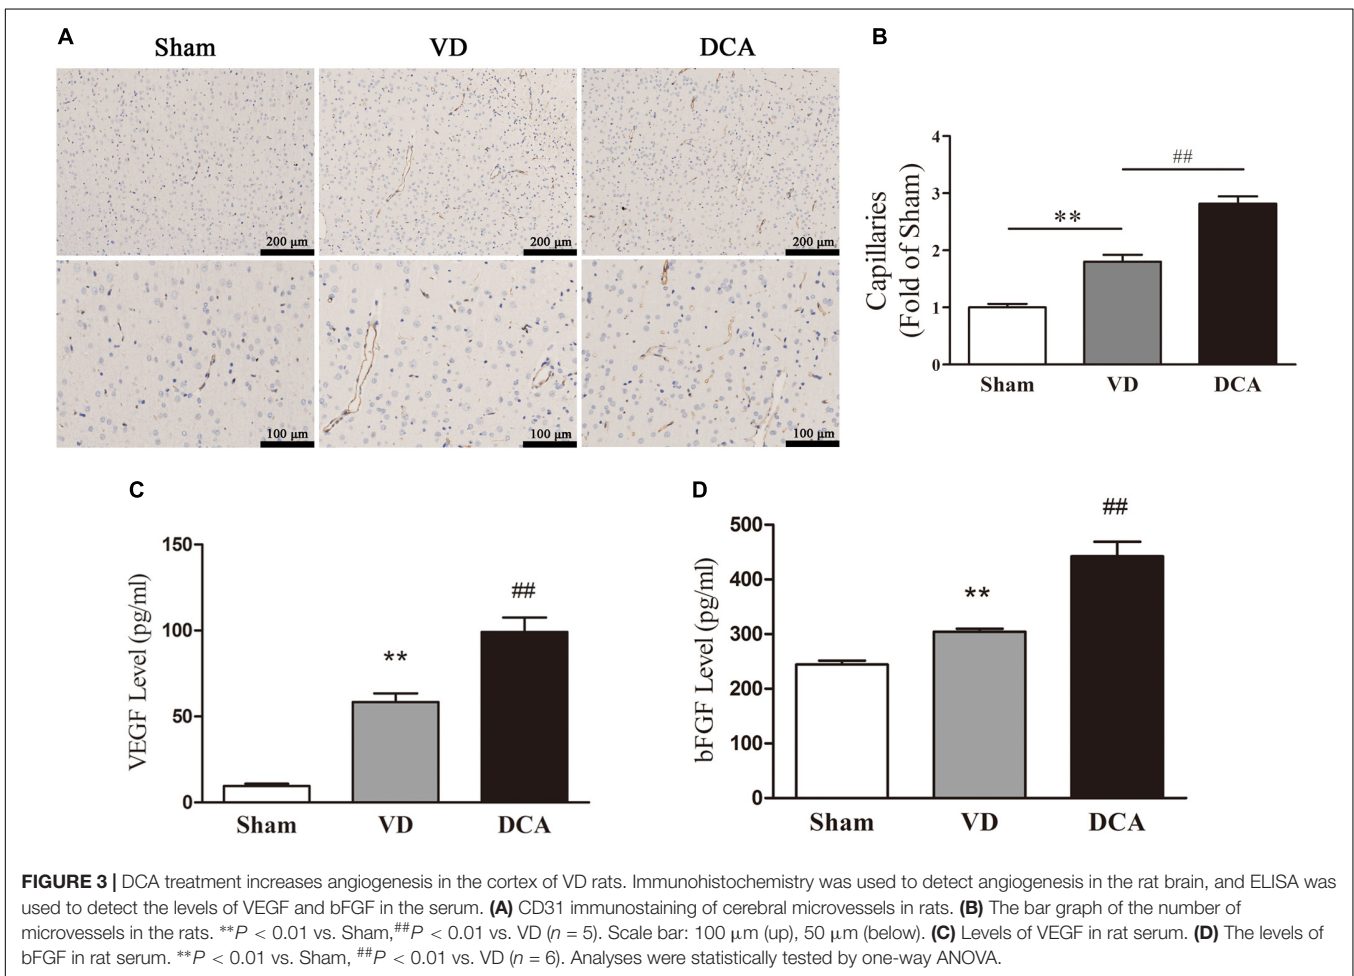 A
Sham VD DCA
200 µm 200 µm 200 µm
100 µm 100 µm 100 µm
B
Capillaries
(Fold of Sham)
4
3
2
1
0
**
##
Sham VD DCA
C
VEGF Level (pg/ml)
150
100
50
0
**
##
Sham VD DCA
D
bFGF Level (pg/ml)
500
400
300
200
100
0
**
##
Sham VD DCA
FIGURE 3 | DCA treatment increases angiogenesis in the cortex of VD rats. Immunohistochemistry was used to detect angiogenesis in the rat brain, and ELISA was
used to detect the levels of VEGF and bFGF in the serum. (A) CD31 immunostaining of cerebral microvessels in rats. (B) The bar graph of the number of
microvessels in the rats. **P < 0.01 vs. Sham,##P < 0.01 vs. VD (n = 5). Scale bar: 100 µm (up), 50 µm (below). (C) Levels of VEGF in rat serum. (D) The levels of
bFGF in rat serum. **P < 0.01 vs. Sham, ##P < 0.01 vs. VD (n = 6). Analyses were statistically tested by one-way ANOVA.